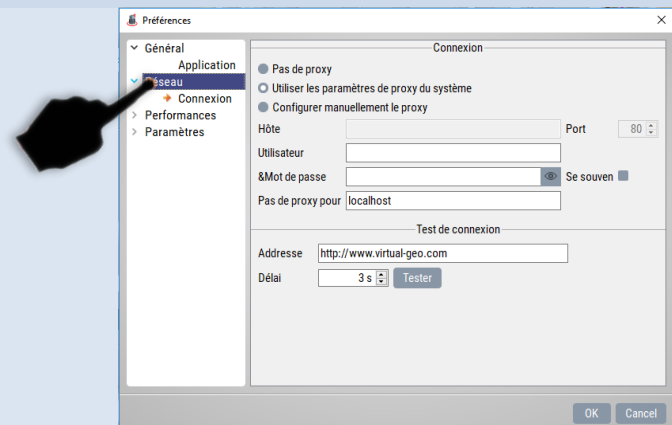 Préférences
Général
Application
Connexion
Performances
Paramètres
Connexion
Pas de proxy
Utiliser les paramètres de proxy du système
Configurer manuellement le proxy
Hôte Port 80
Utilisateur
&Mot de passe Se souven
Pas de proxy pour localhost
Test de connexion
Addresse http://www.virtual-geo.com
Délai 3 s Tester
OK Cancel